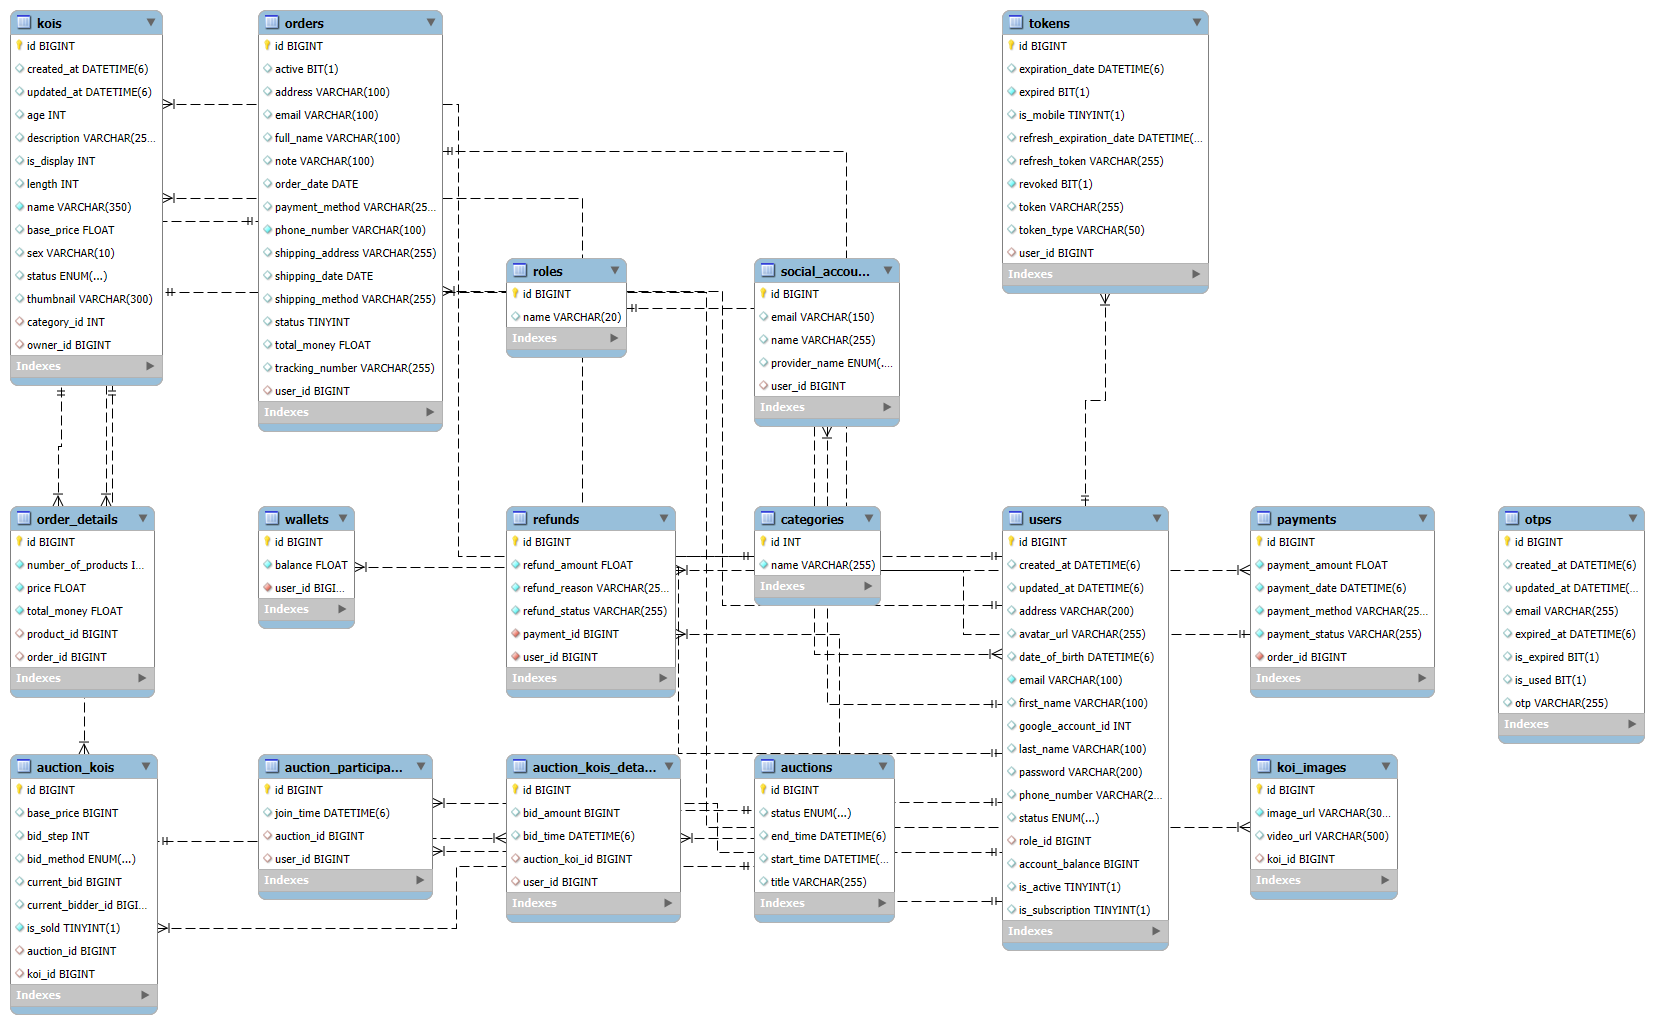 kois
id BIGINT
created_at DATETIME(6)
updated_at DATETIME(6)
age INT
description VARCHAR(25...
is_display INT
length INT
name VARCHAR(350)
base_price FLOAT
sex VARCHAR(10)
status ENUM(...)
thumbnail VARCHAR(300)
category_id INT
owner_id BIGINT
Indexes
orders
id BIGINT
active BIT(1)
address VARCHAR(100)
email VARCHAR(100)
full_name VARCHAR(100)
note VARCHAR(100)
order_date DATE
payment_method VARCHAR(25...
phone_number VARCHAR(100)
shipping_address VARCHAR(255)
shipping_date DATE
shipping_method VARCHAR(255)
status TINYINT
total_money FLOAT
tracking_number VARCHAR(255)
user_id BIGINT
Indexes
roles
id BIGINT
name VARCHAR(20)
Indexes
social_accou...
id BIGINT
email VARCHAR(150)
name VARCHAR(255)
provider_name ENUM(...
user_id BIGINT
Indexes
tokens
id BIGINT
expiration_date DATETIME(6)
expired BIT(1)
is_mobile TINYINT(1)
refresh_expiration_date DATETIME(...
refresh_token VARCHAR(255)
revoked BIT(1)
token VARCHAR(255)
token_type VARCHAR(50)
user_id BIGINT
Indexes
order_details
id BIGINT
number_of_products I...
price FLOAT
total_money FLOAT
product_id BIGINT
order_id BIGINT
Indexes
wallets
id BIGINT
balance FLOAT
user_id BIGI...
Indexes
refunds
id BIGINT
refund_amount FLOAT
refund_reason VARCHAR(25...
refund_status VARCHAR(255)
payment_id BIGINT
user_id BIGINT
Indexes
categories
id INT
name VARCHAR(255)
Indexes
users
id BIGINT
created_at DATETIME(6)
updated_at DATETIME(6)
address VARCHAR(200)
avatar_url VARCHAR(255)
date_of_birth DATETIME(6)
email VARCHAR(100)
first_name VARCHAR(100)
google_account_id INT
last_name VARCHAR(100)
password VARCHAR(200)
phone_number VARCHAR(2...
status ENUM(...)
role_id BIGINT
account_balance BIGINT
is_active TINYINT(1)
is_subscription TINYINT(1)
Indexes
payments
id BIGINT
payment_amount FLOAT
payment_date DATETIME(6)
payment_method VARCHAR(25...
payment_status VARCHAR(255)
order_id BIGINT
Indexes
otps
id BIGINT
created_at DATETIME(6)
updated_at DATETIME(...
email VARCHAR(255)
expired_at DATETIME(6)
is_expired BIT(1)
is_used BIT(1)
otp VARCHAR(255)
Indexes
auction_kois
id BIGINT
base_price BIGINT
bid_step INT
bid_method ENUM(...)
current_bid BIGINT
current_bidder_id BIGI...
is_sold TINYINT(1)
auction_id BIGINT
koi_id BIGINT
Indexes
auction_participa...
id BIGINT
join_time DATETIME(6)
auction_id BIGINT
user_id BIGINT
Indexes
auction_kois_deta...
id BIGINT
bid_amount BIGINT
bid_time DATETIME(6)
auction_koi_id BIGINT
user_id BIGINT
Indexes
auctions
id BIGINT
status ENUM(...)
end_time DATETIME(6)
start_time DATETIME(...
title VARCHAR(255)
Indexes
koi_images
id BIGINT
image_url VARCHAR(30...
video_url VARCHAR(500)
koi_id BIGINT
Indexes